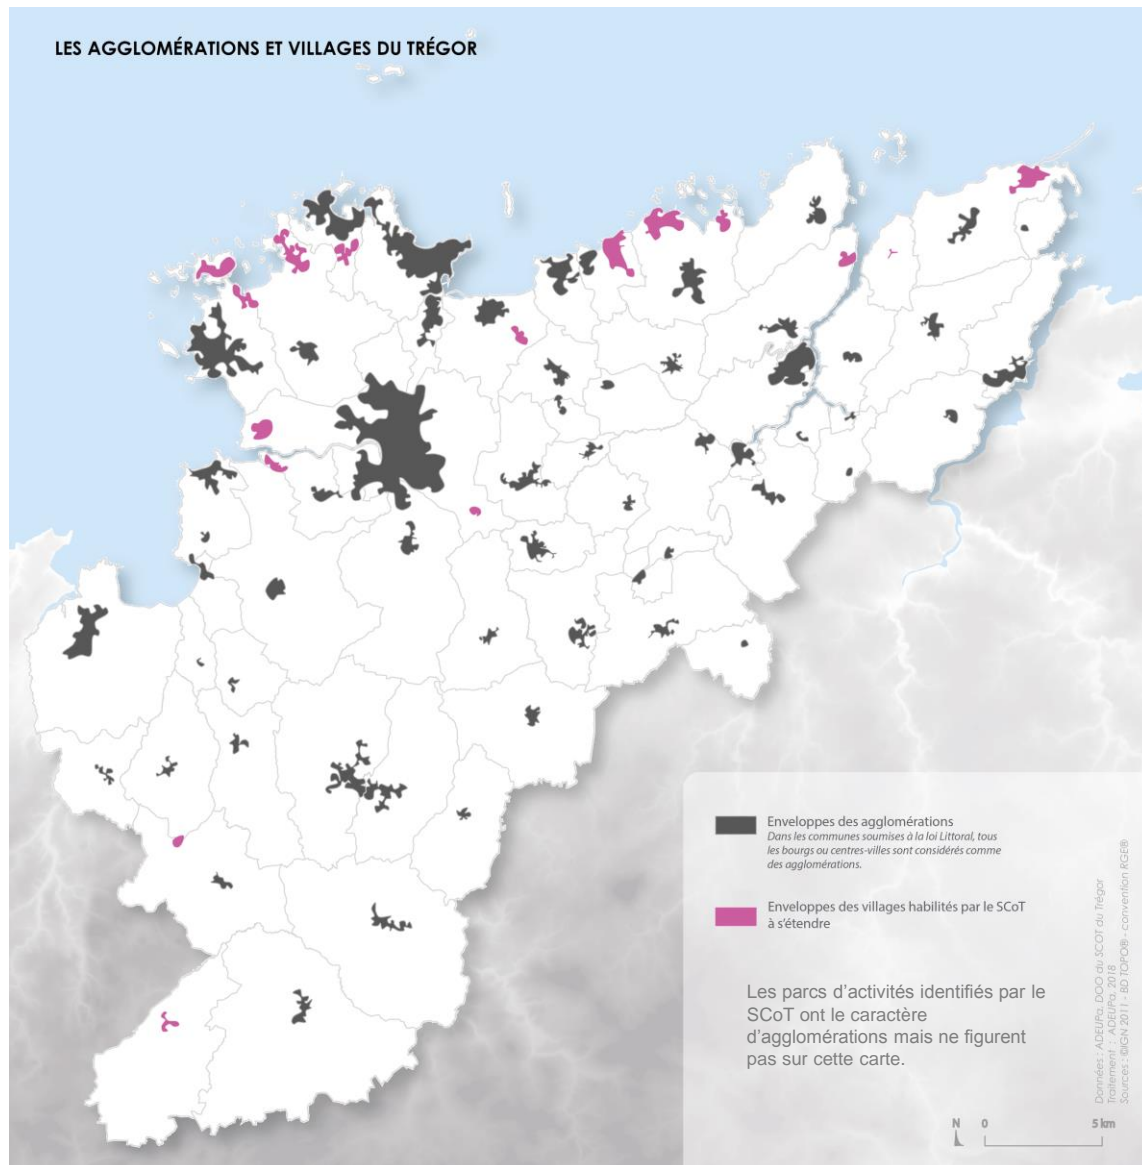 LES AGGLOMÉRATIONS ET VILLAGES DU TRÉGOR
Enveloppes des agglomérations
Dans les communes soumises à la loi Littoral, tous
les bourgs ou centres-villes sont considérés comme
des agglomérations.
Enveloppes des villages habilités par le SCoT
à s'étendre
Les parcs d'activités identifiés par le
SCoT ont le caractère
d'agglomérations mais ne figurent
pas sur cette carte.
Données : ADEUPa, DOO du SCOT du Trégor
Traitement : ADEUPa, 2018
Sources : ©IGN 2011 - BD TOPO® - convention RGE®
N 0 5 km